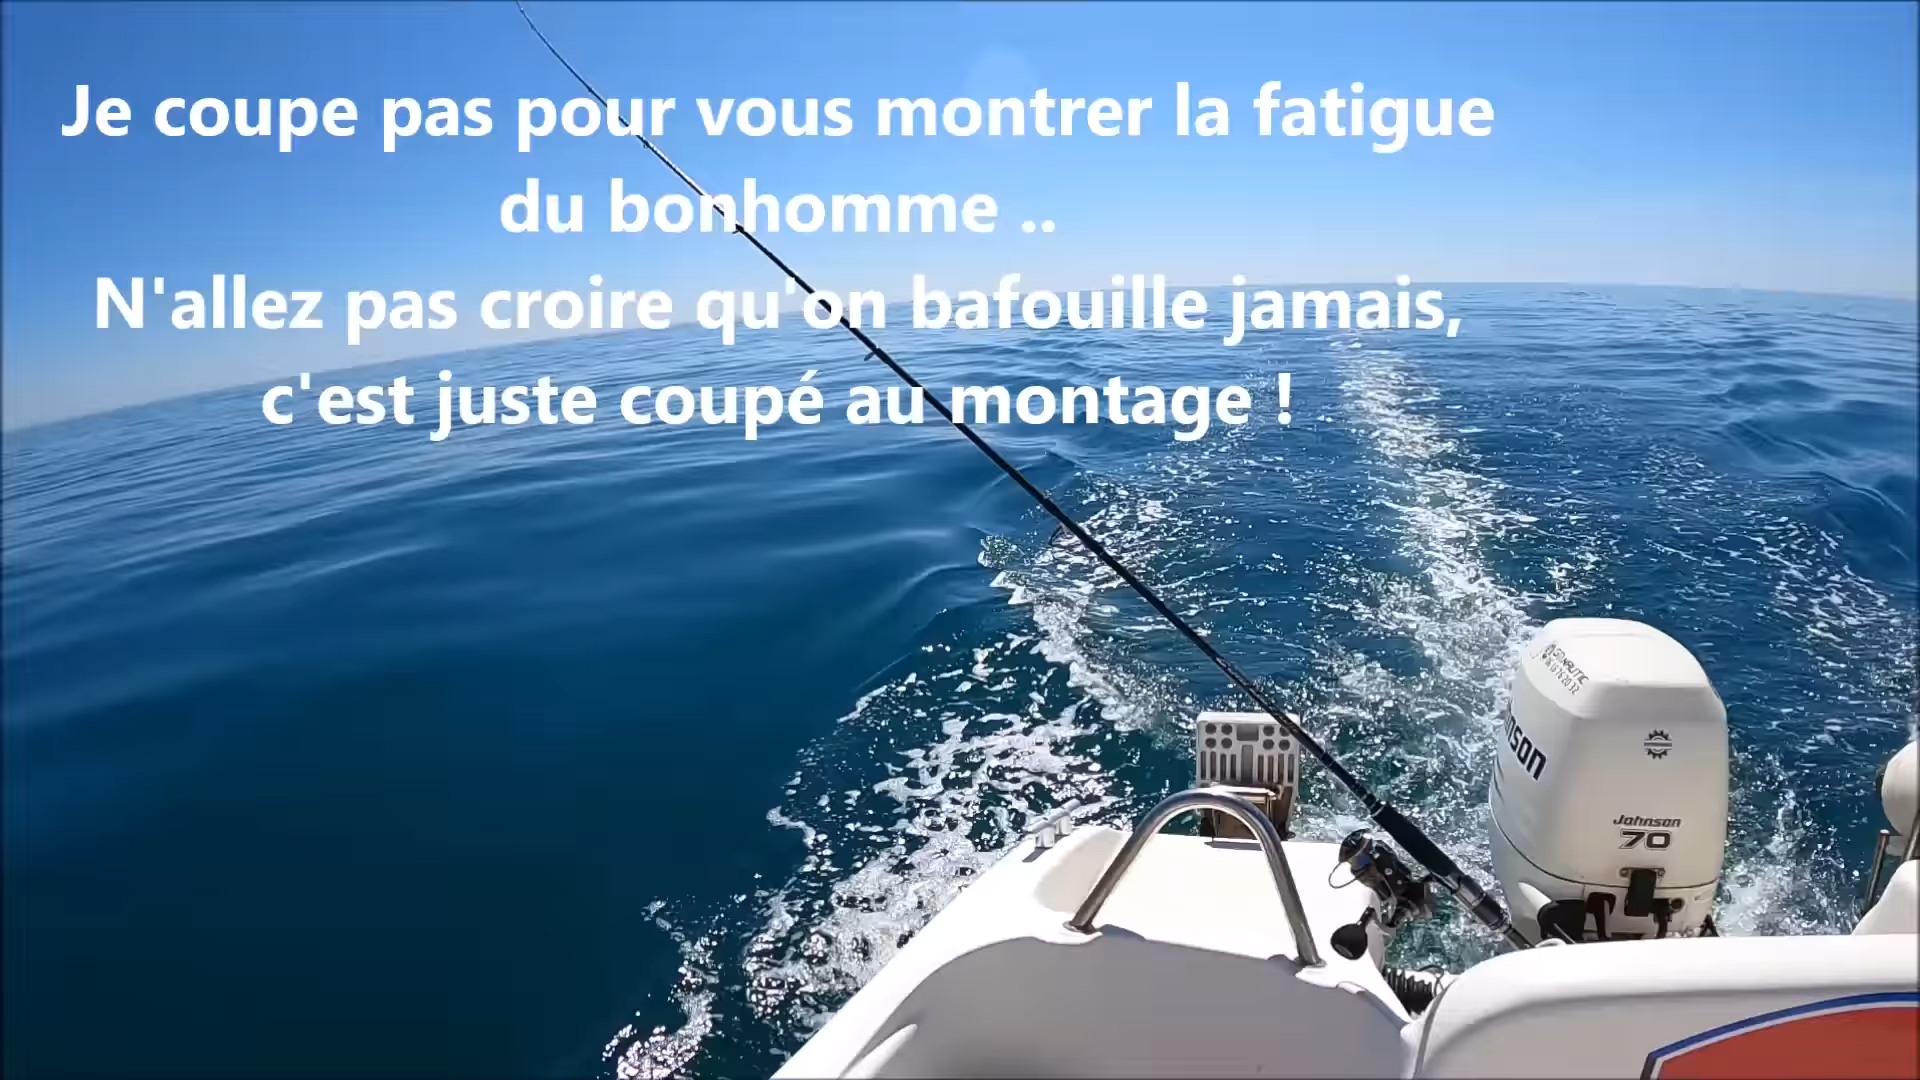 Je coupe pas pour vous montrer la fatigue
du bonhomme ..
N'allez pas croire qu'on bafouille jamais,
c'est juste coupé au montage !
Johnson
70